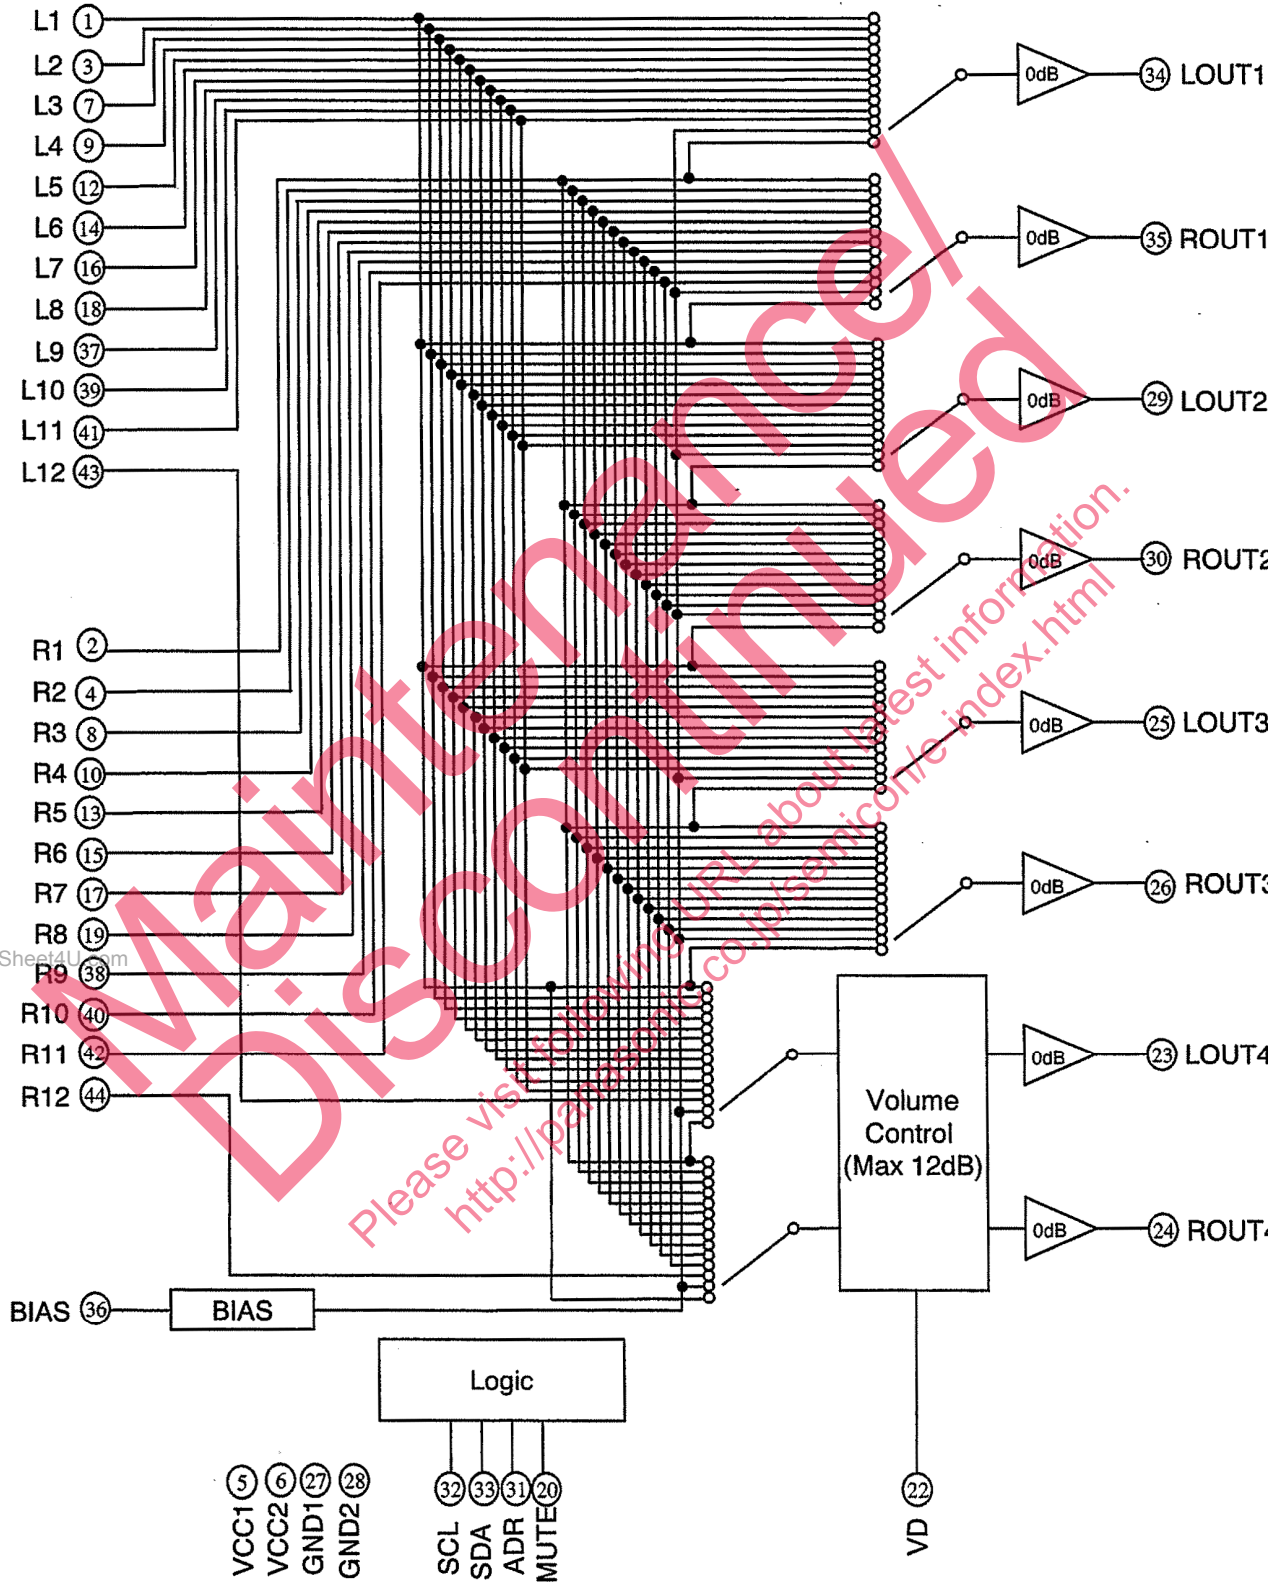 L1 1
L2 3
L3 7
L4 9
L5 12
L6 14
L7 16
L8 18
L9 37
L10 39
L11 41
L12 43
R1 2
R2 4
R3 8
R4 10
R5 13
R6 15
R7 17
R8 19
R9 38
R10 40
R11 42
R12 44
BIAS 36
BIAS
0dB 34 LOUT1
0dB 35 ROUT1
0dB 29 LOUT2
0dB 30 ROUT2
0dB 25 LOUT3
0dB 26 ROUT3
0dB 23 LOUT4
0dB 24 ROUT4
Volume
Control
(Max 12dB)
Logic
VCC1 5
VCC2 6
GND1 27
GND2 28
SCL 32
SDA 33
ADR 31
MUTE 20
VD 22
Maintenance/
Discontinued
Please visit following URL about latest information.
http://panasonic.co.jp/semicon/e-index.html
Sheet4U.com